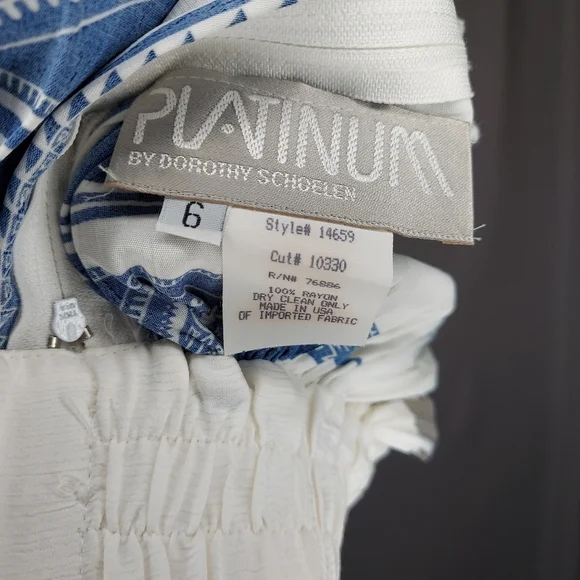 PLATINUM
BY DOROTHY SCHOELEN
6
Style# 14659
Cut# 10330
R/N# 76886
100% RAYON
DRY CLEAN ONLY
MADE IN USA
OF IMPORTED FABRIC